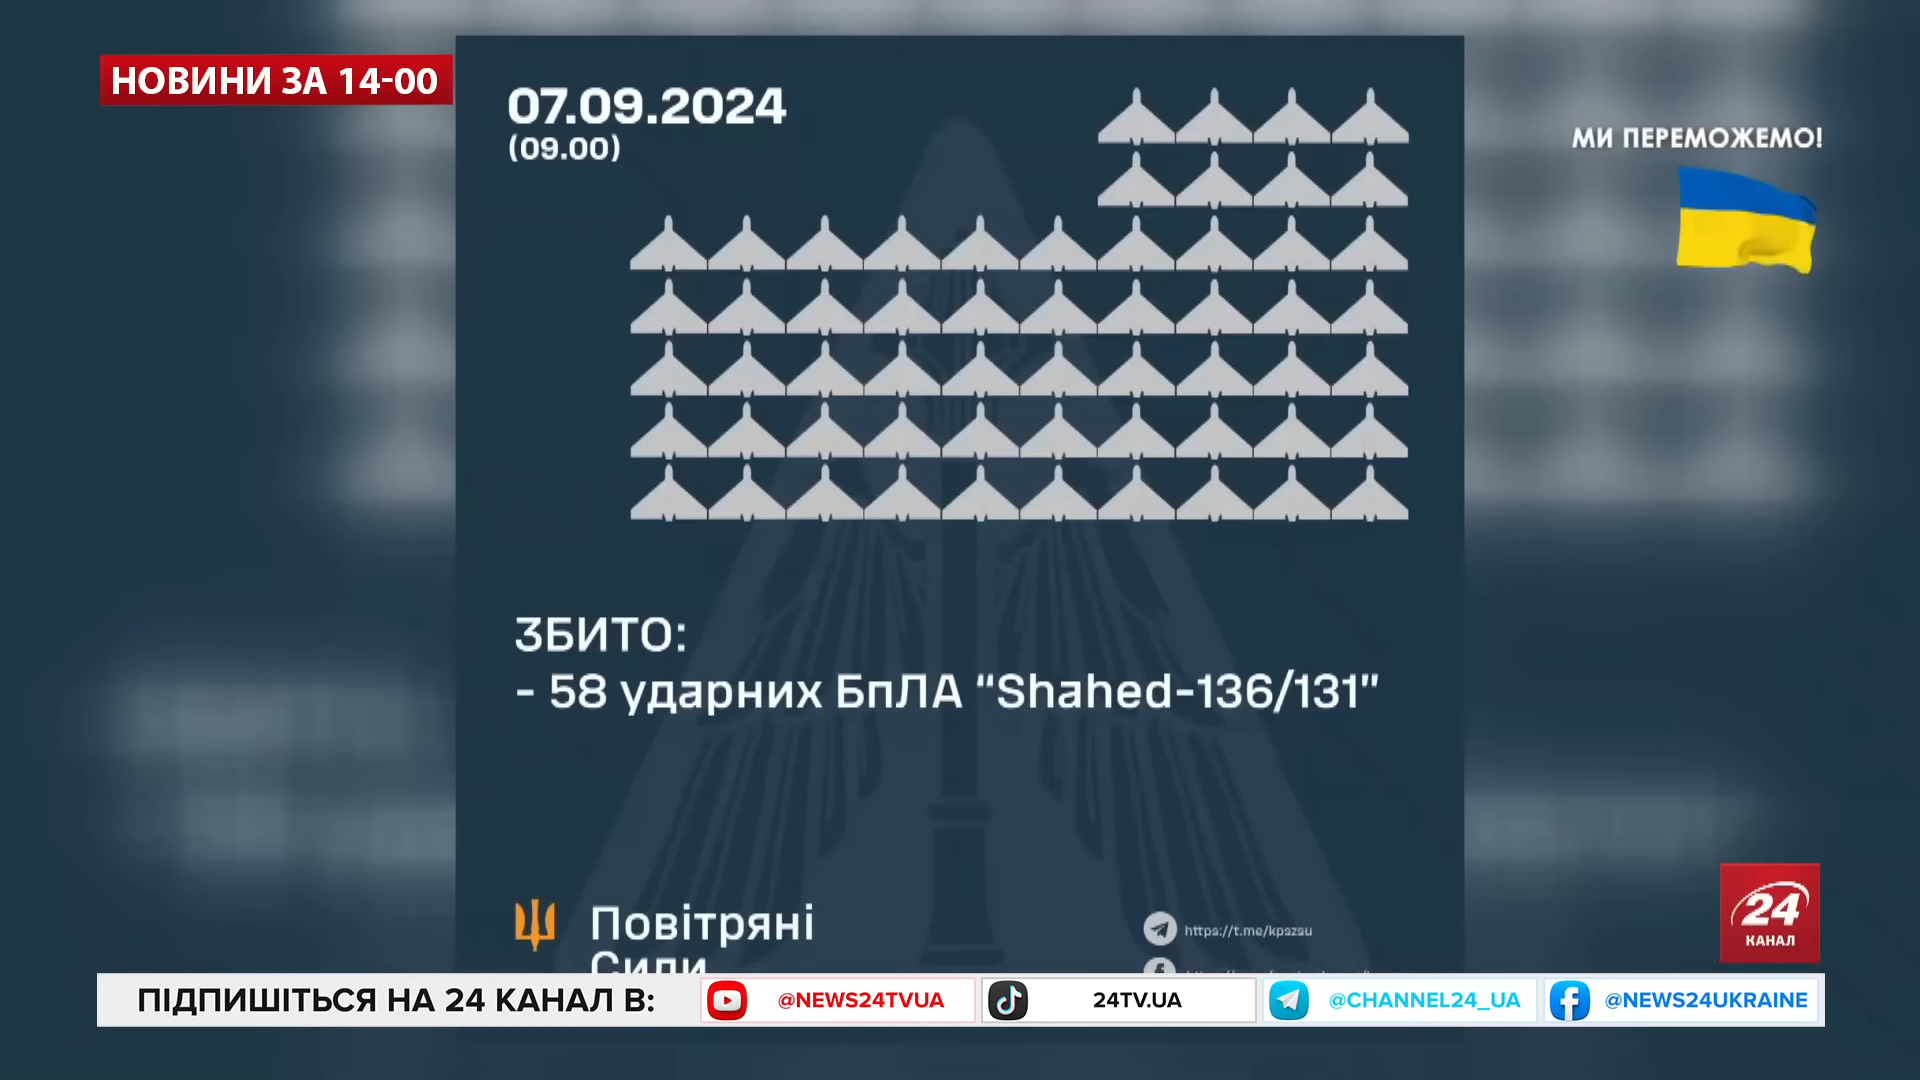 НОВИНИ ЗА 14-00
07.09.2024
(09.00)
МИ ПЕРЕМОЖЕМО!
ЗБИТО:
- 58 ударних БпЛА “Shahed-136/131”
Повітряні
Сили
https://t.me/kpszsu
24
КАНАЛ
ПІДПИШІТЬСЯ НА 24 КАНАЛ В:
@NEWS24TVUA
24TV.UA
@CHANNEL24_UA
@NEWS24UKRAINE